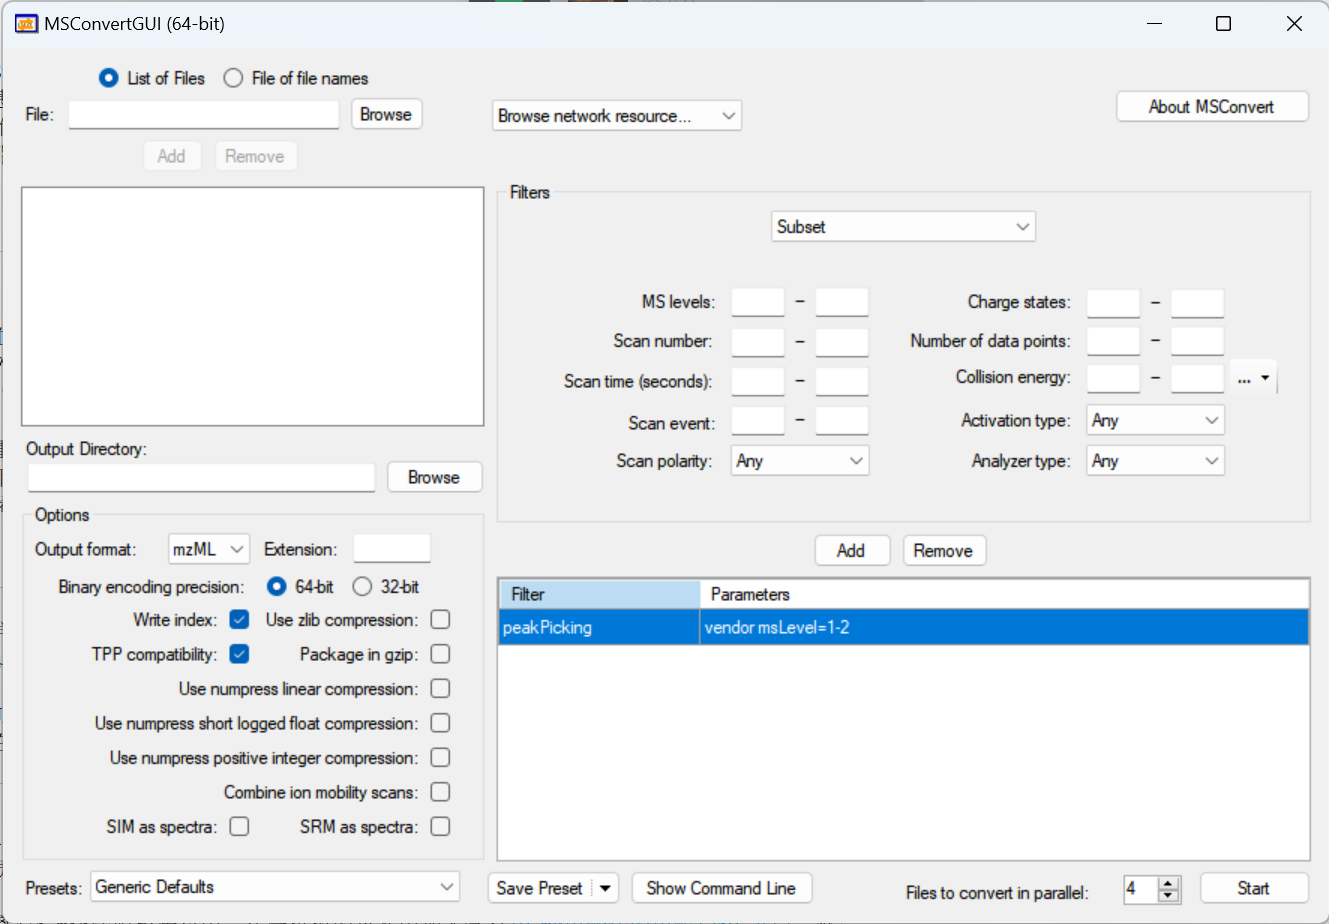 MSConvertGUI (64-bit)
List of Files File of file names
File: Browse Browse network resource... About MSConvert
Add Remove
Filters
Subset
MS levels: – Charge states: –
Scan number: – Number of data points: –
Scan time (seconds): – Collision energy: – ...
Scan event: – Activation type: Any
Scan polarity: Any Analyzer type: Any
Output Directory:
Browse
Options
Output format: mzML Extension:
Binary encoding precision: 64-bit 32-bit
Write index: Use zlib compression:
TPP compatibility: Package in gzip:
Use numpress linear compression:
Use numpress short logged float compression:
Use numpress positive integer compression:
Combine ion mobility scans:
SIM as spectra: SRM as spectra:
Add Remove
Filter Parameters
peakPicking vendor msLevel=1-2
Presets: Generic Defaults Save Preset Show Command Line Files to convert in parallel: 4 Start